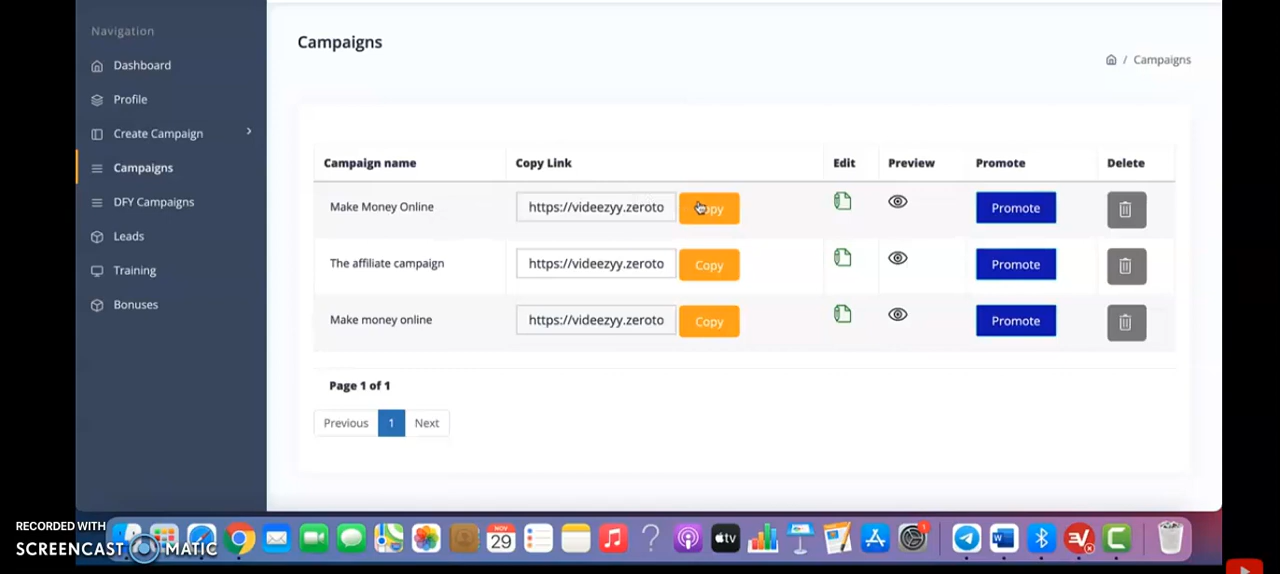 Navigation
Dashboard
Profile
Create Campaign
Campaigns
DFY Campaigns
Leads
Training
Bonuses
Campaigns
/ Campaigns
Campaign name Copy Link Edit Preview Promote Delete
Make Money Online https://videezyy.zeroto Copy Promote
The affiliate campaign https://videezyy.zeroto Copy Promote
Make money online https://videezyy.zeroto Copy Promote
Page 1 of 1
Previous 1 Next
RECORDED WITH
SCREENCAST MATIC
NOV
29
tv
W
1